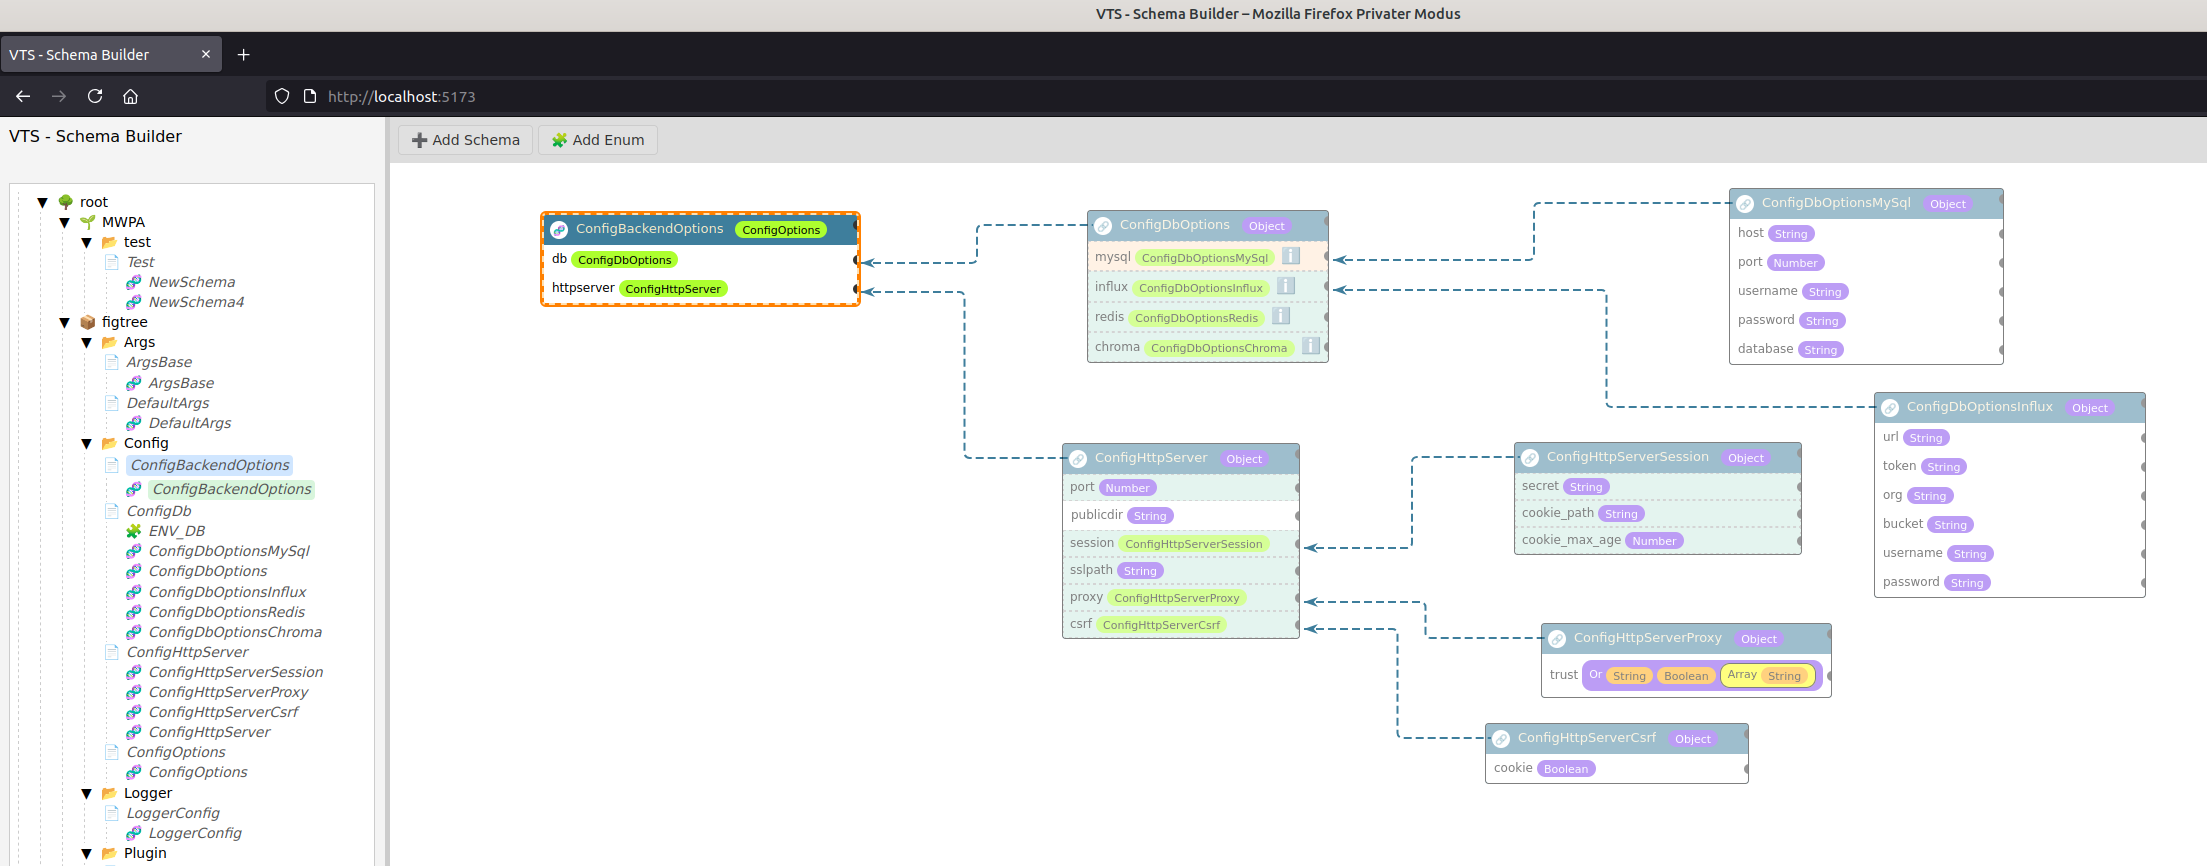 VTS - Schema Builder – Mozilla Firefox Privater Modus
VTS - Schema Builder
http://localhost:5173
VTS - Schema Builder
Add Schema
Add Enum
root
MWPA
test
Test
NewSchema
NewSchema4
figtree
Args
ArgsBase
ArgsBase
DefaultArgs
DefaultArgs
Config
ConfigBackendOptions
ConfigBackendOptions
ConfigDb
ENV_DB
ConfigDbOptionsMySql
ConfigDbOptions
ConfigDbOptionsInflux
ConfigDbOptionsRedis
ConfigDbOptionsChroma
ConfigHttpServer
ConfigHttpServerSession
ConfigHttpServerProxy
ConfigHttpServerCsrf
ConfigHttpServer
ConfigOptions
ConfigOptions
Logger
LoggerConfig
LoggerConfig
Plugin
ConfigBackendOptions ConfigOptions
db ConfigDbOptions
httpserver ConfigHttpServer
ConfigDbOptions Object
mysql ConfigDbOptionsMySql
influx ConfigDbOptionsInflux
redis ConfigDbOptionsRedis
chroma ConfigDbOptionsChroma
ConfigDbOptionsMySql Object
host String
port Number
username String
password String
database String
ConfigDbOptionsInflux Object
url String
token String
org String
bucket String
username String
password String
ConfigHttpServer Object
port Number
publicdir String
session ConfigHttpServerSession
sslpath String
proxy ConfigHttpServerProxy
csrf ConfigHttpServerCsrf
ConfigHttpServerSession Object
secret String
cookie_path String
cookie_max_age Number
ConfigHttpServerProxy Object
trust Or String Boolean Array String
ConfigHttpServerCsrf Object
cookie Boolean